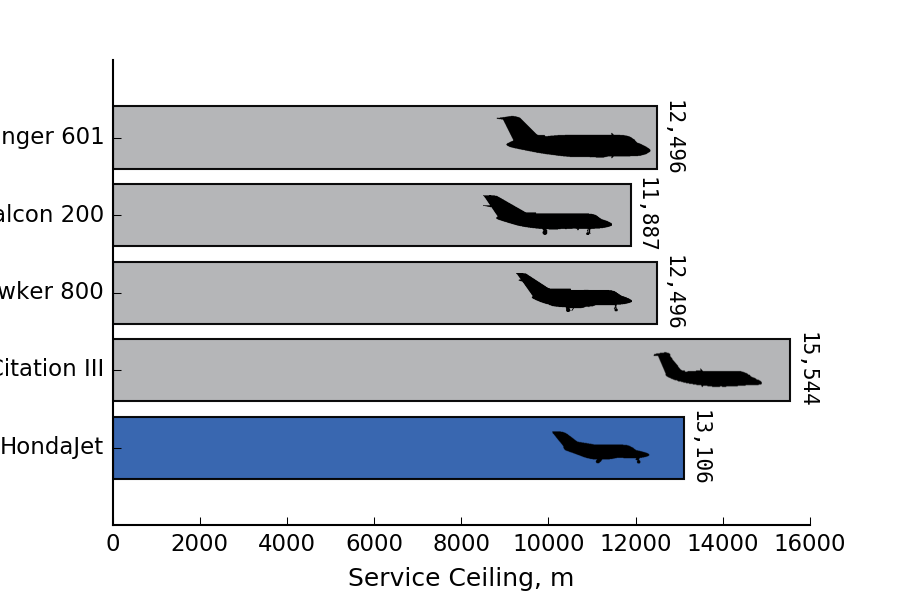 nger 601
12,496
alcon 200
11,887
wker 800
12,496
Citation III
15,544
HondaJet
13,106
0 2000 4000 6000 8000 10000 12000 14000 16000
Service Ceiling, m